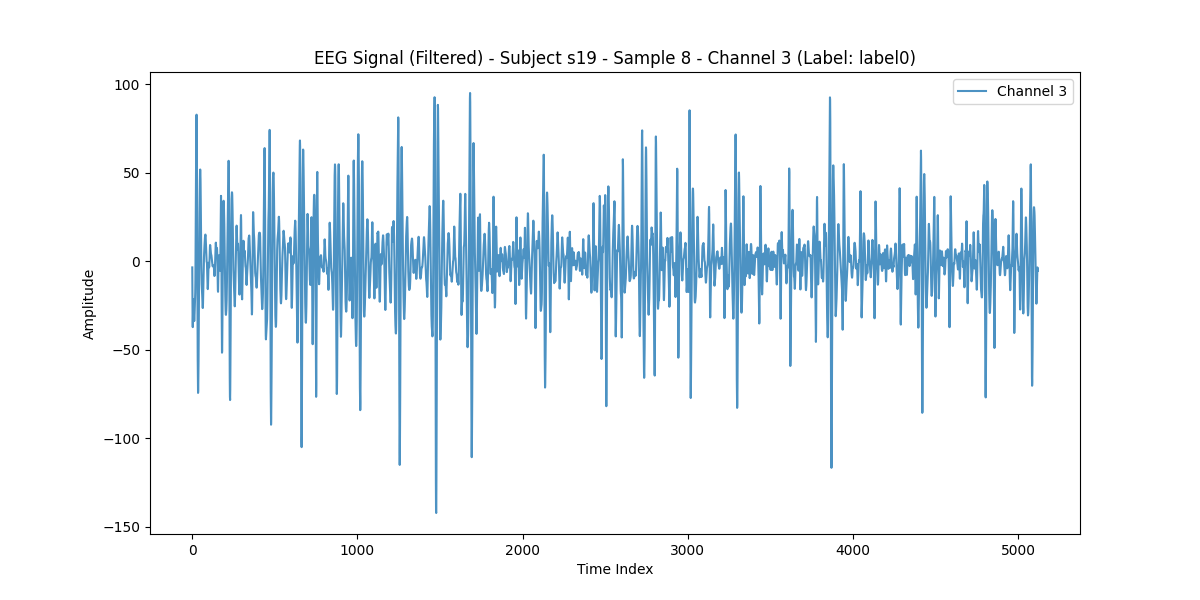 EEG Signal (Filtered) - Subject s19 - Sample 8 - Channel 3 (Label: label0)
Channel 3
100
50
0
−50
−100
−150
Amplitude
0 1000 2000 3000 4000 5000
Time Index